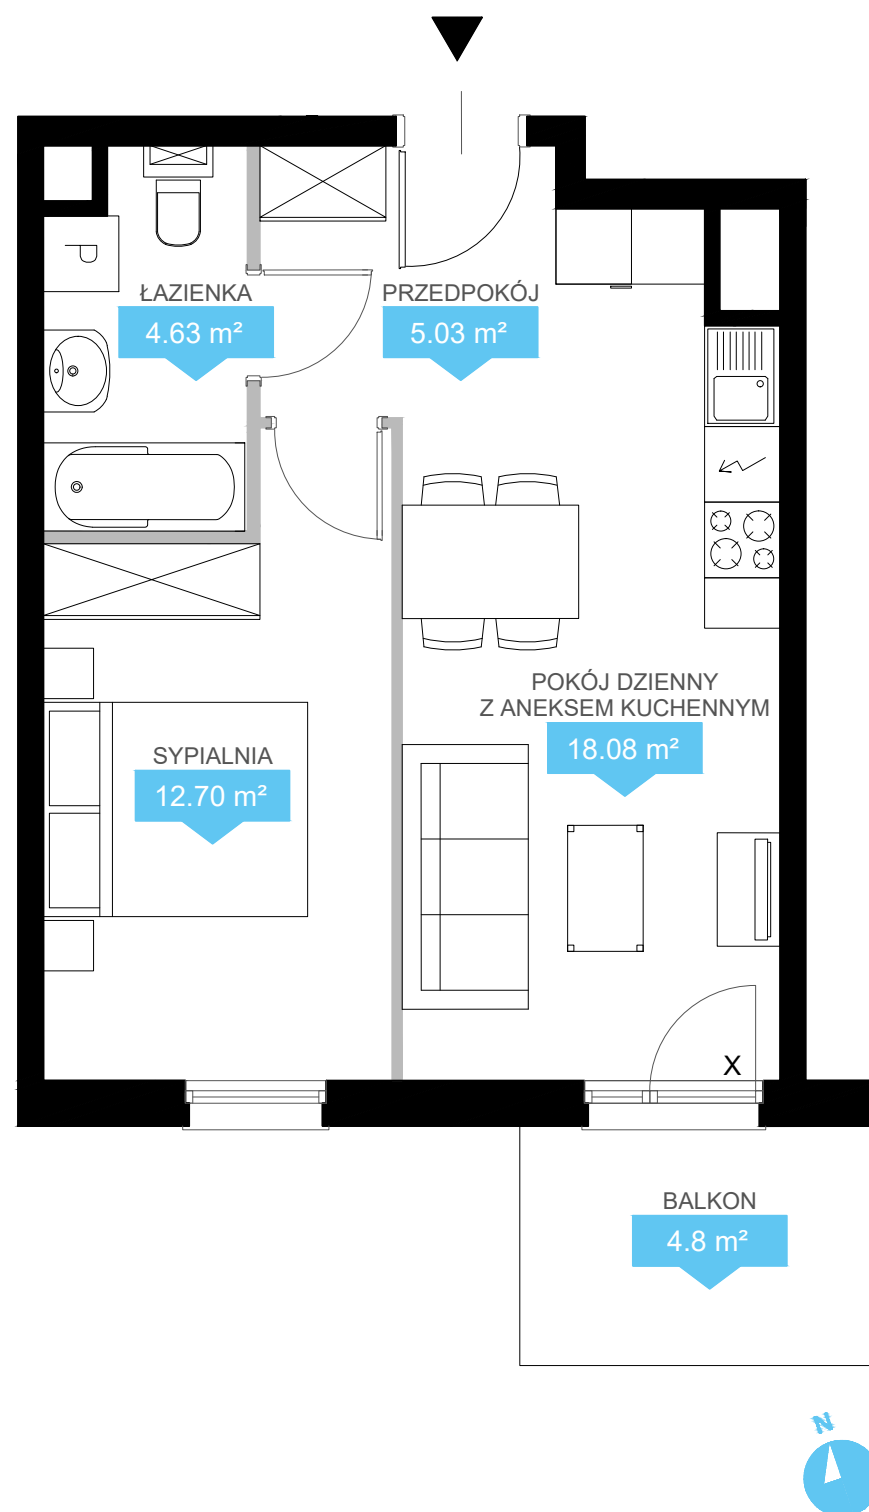 ŁAZIENKA
4.63 m²
PRZEDPOKÓJ
5.03 m²
P
POKÓJ DZIENNY
Z ANEKSEM KUCHENNYM
18.08 m²
SYPIALNIA
12.70 m²
X
BALKON
4.8 m²
N